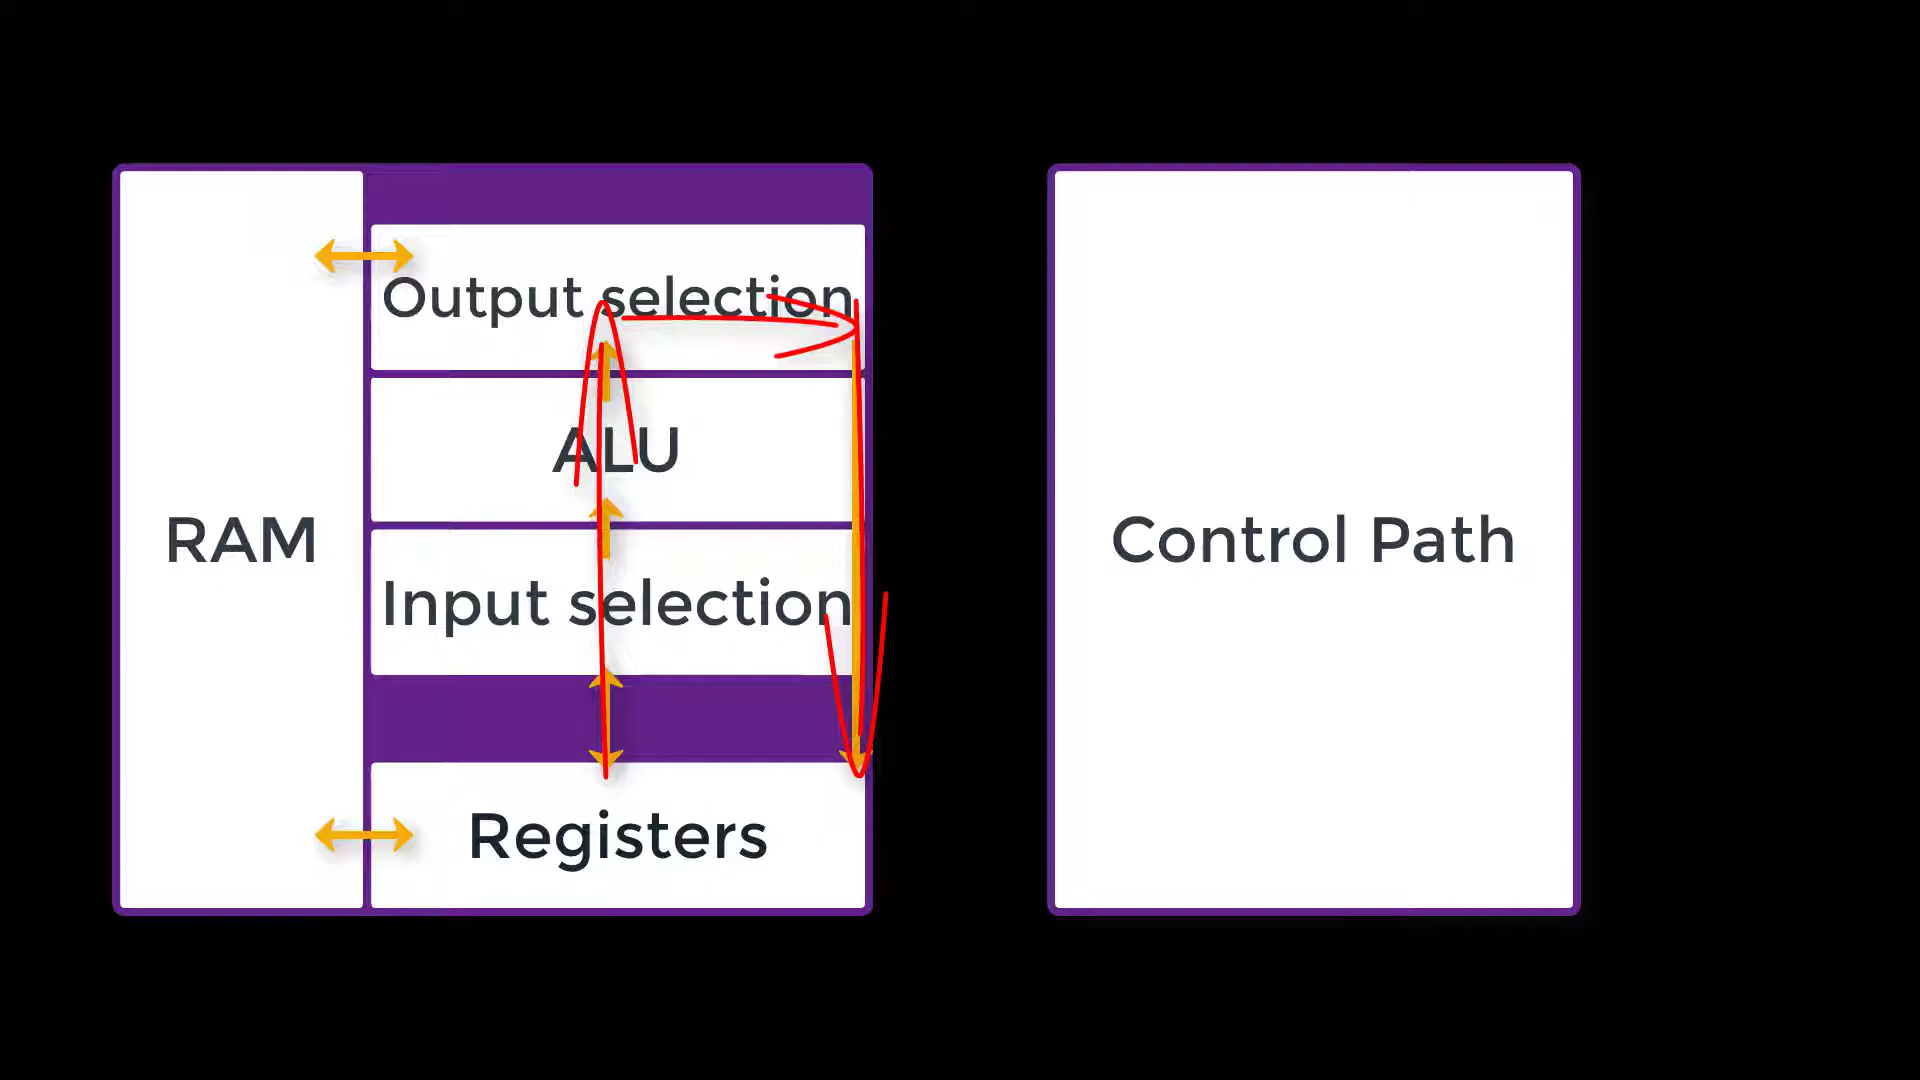 RAM
Output selection
ALU
Input selection
Registers
Control Path